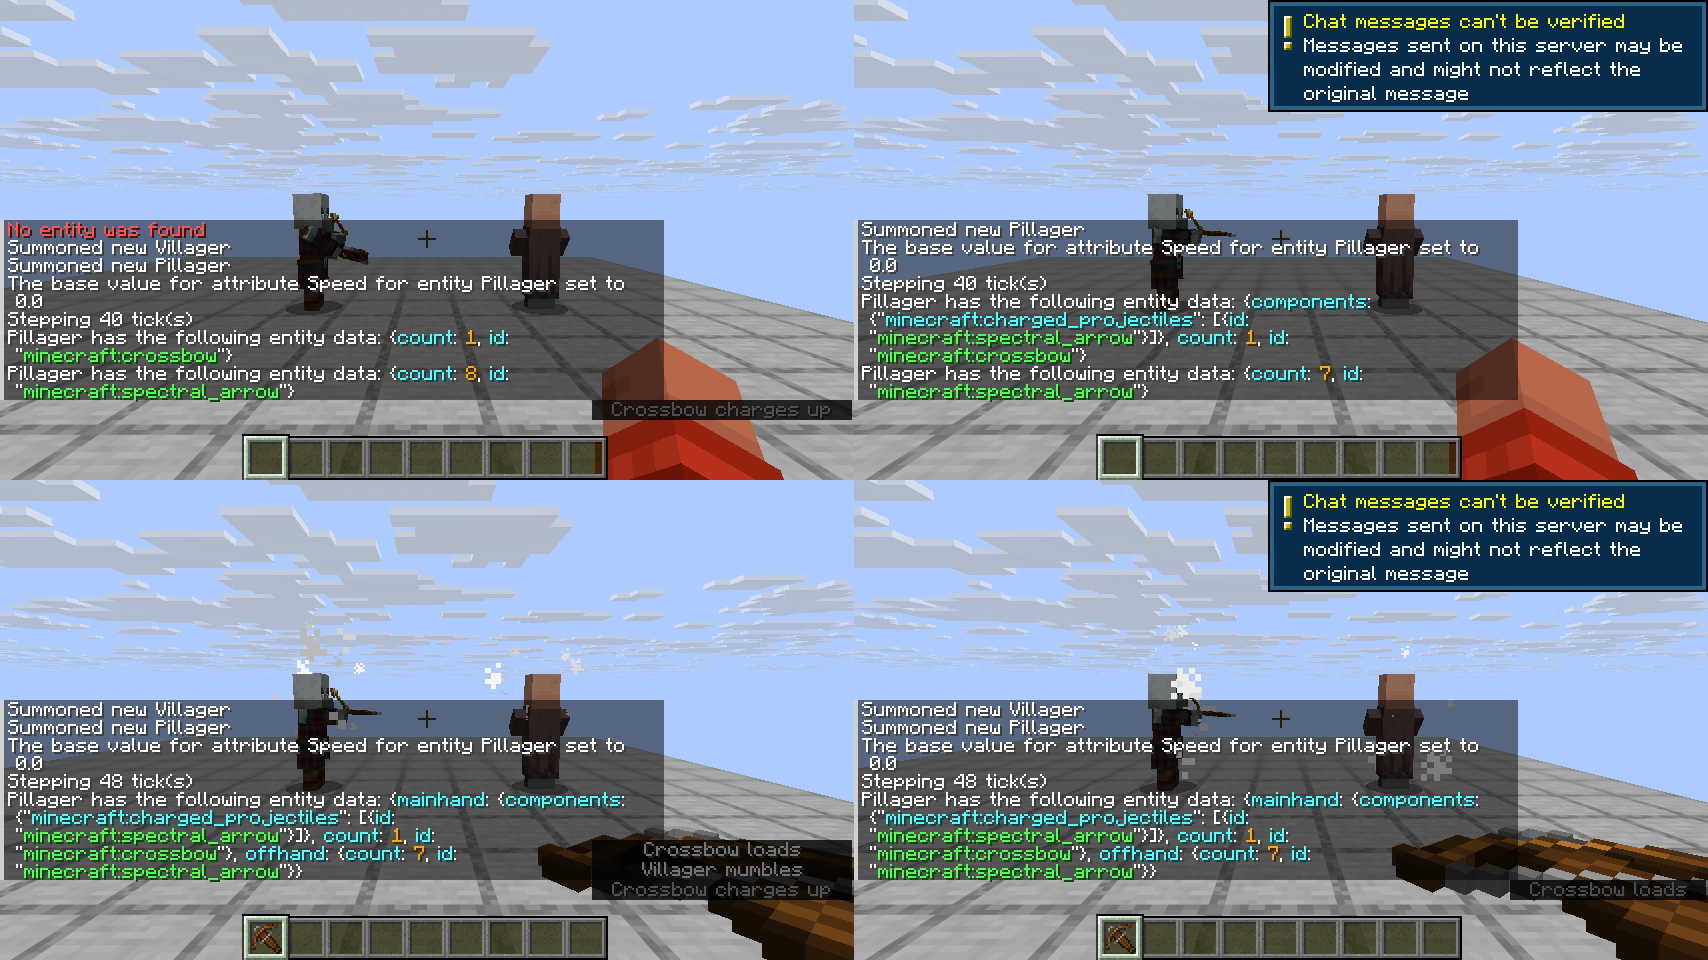 No entity was found
Summoned new Villager
Summoned new Pillager
The base value for attribute Speed for entity Pillager set to
0.0
Stepping 40 tick(s)
Pillager has the following entity data: {count: 1, id:
"minecraft:crossbow"}
Pillager has the following entity data: {count: 8, id:
"minecraft:spectral_arrow"}
Crossbow charges up
Chat messages can't be verified
Messages sent on this server may be
modified and might not reflect the
original message
Summoned new Pillager
The base value for attribute Speed for entity Pillager set to
0.0
Stepping 40 tick(s)
Pillager has the following entity data: {components:
{"minecraft:charged_projectiles": [{id:
"minecraft:spectral_arrow"}]}, count: 1, id:
"minecraft:crossbow"}
Pillager has the following entity data: {count: 7, id:
"minecraft:spectral_arrow"}
Summoned new Villager
Summoned new Pillager
The base value for attribute Speed for entity Pillager set to
0.0
Stepping 48 tick(s)
Pillager has the following entity data: {mainhand: {components:
{"minecraft:charged_projectiles": [{id:
"minecraft:spectral_arrow"}]}, count: 1, id:
"minecraft:crossbow"}, offhand: {count: 7, id:
"minecraft:spectral_arrow"}}
Crossbow loads
Villager mumbles
Crossbow charges up
Chat messages can't be verified
Messages sent on this server may be
modified and might not reflect the
original message
Summoned new Villager
Summoned new Pillager
The base value for attribute Speed for entity Pillager set to
0.0
Stepping 48 tick(s)
Pillager has the following entity data: {mainhand: {components:
{"minecraft:charged_projectiles": [{id:
"minecraft:spectral_arrow"}]}, count: 1, id:
"minecraft:crossbow"}, offhand: {count: 7, id:
"minecraft:spectral_arrow"}}
Crossbow loads